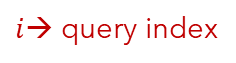 i→ query index